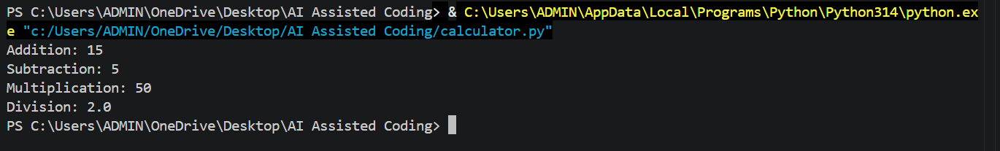 PS C:\Users\ADMIN\OneDrive\Desktop\AI Assisted Coding> & C:\Users\ADMIN\AppData\Local\Programs\Python\Python314\python.ex
e "c:/Users/ADMIN/OneDrive/Desktop/AI Assisted Coding/calculator.py"
Addition: 15
Subtraction: 5
Multiplication: 50
Division: 2.0
PS C:\Users\ADMIN\OneDrive\Desktop\AI Assisted Coding>